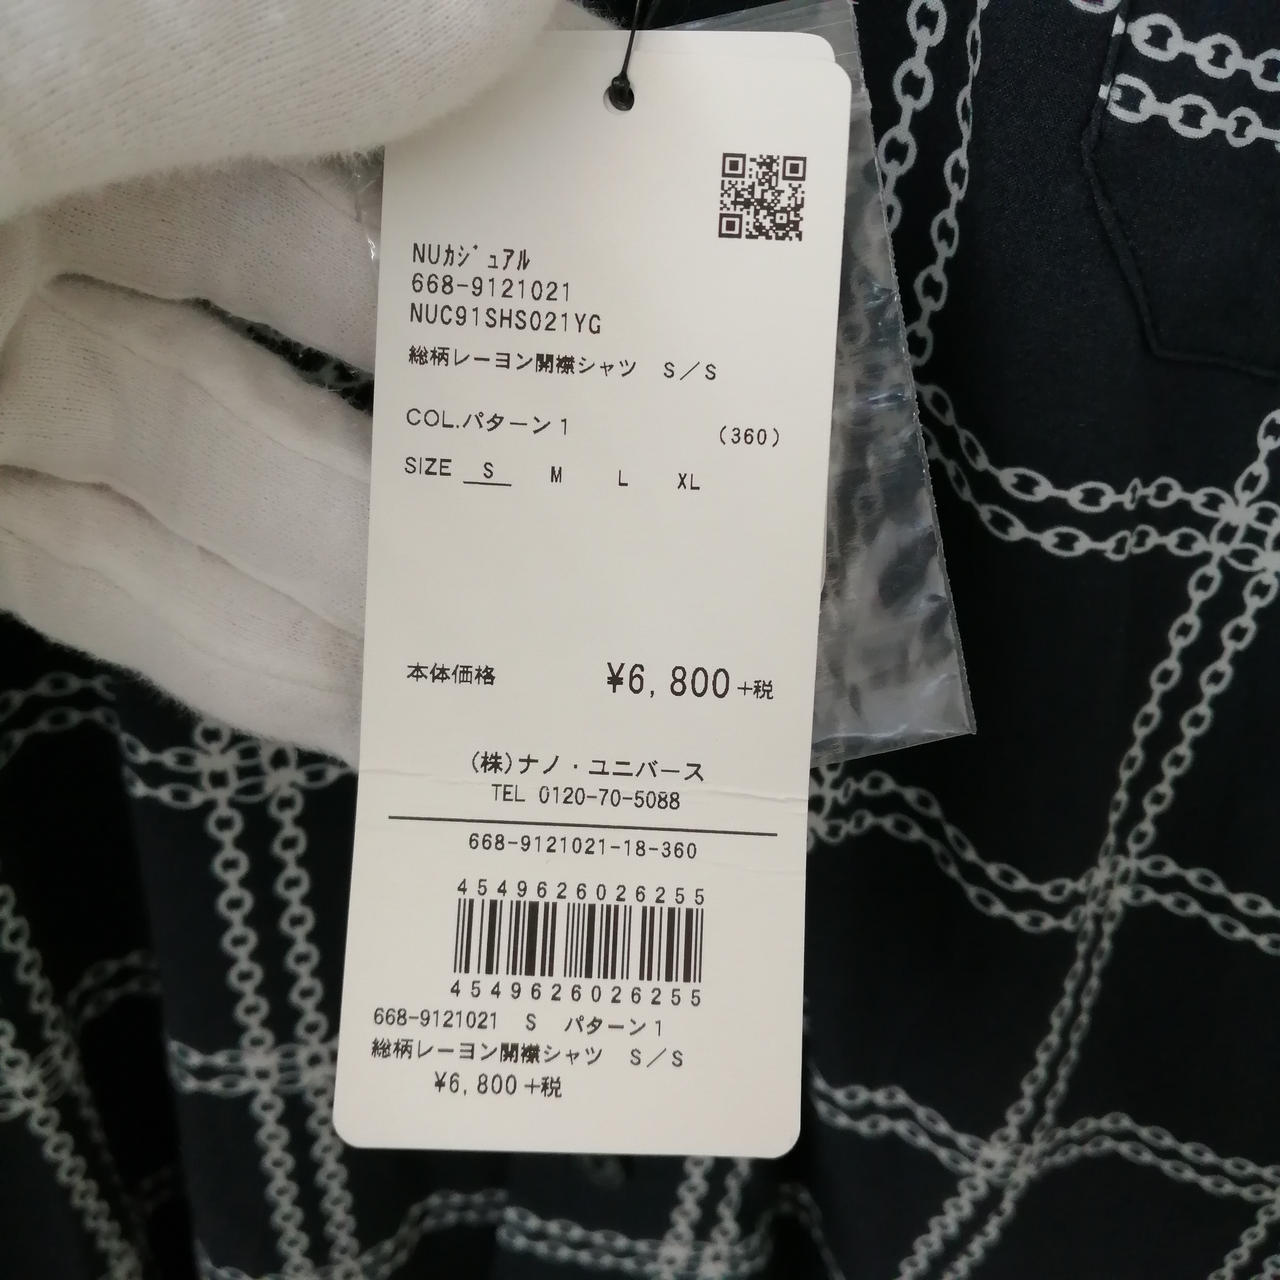 NUｶｼﾞｭｱﾙ
668-9121021
NUC91SHS021YG
総柄レーヨン開襟シャツ　S／S
COL.パターン1　(360)
SIZE S M L XL
本体価格 ¥6,800+税
(株)ナノ・ユニバース
TEL 0120-70-5088
668-9121021-18-360
4549626026255
4549626026255
668-9121021 S パターン1
総柄レーヨン開襟シャツ　S／S
¥6,800+税